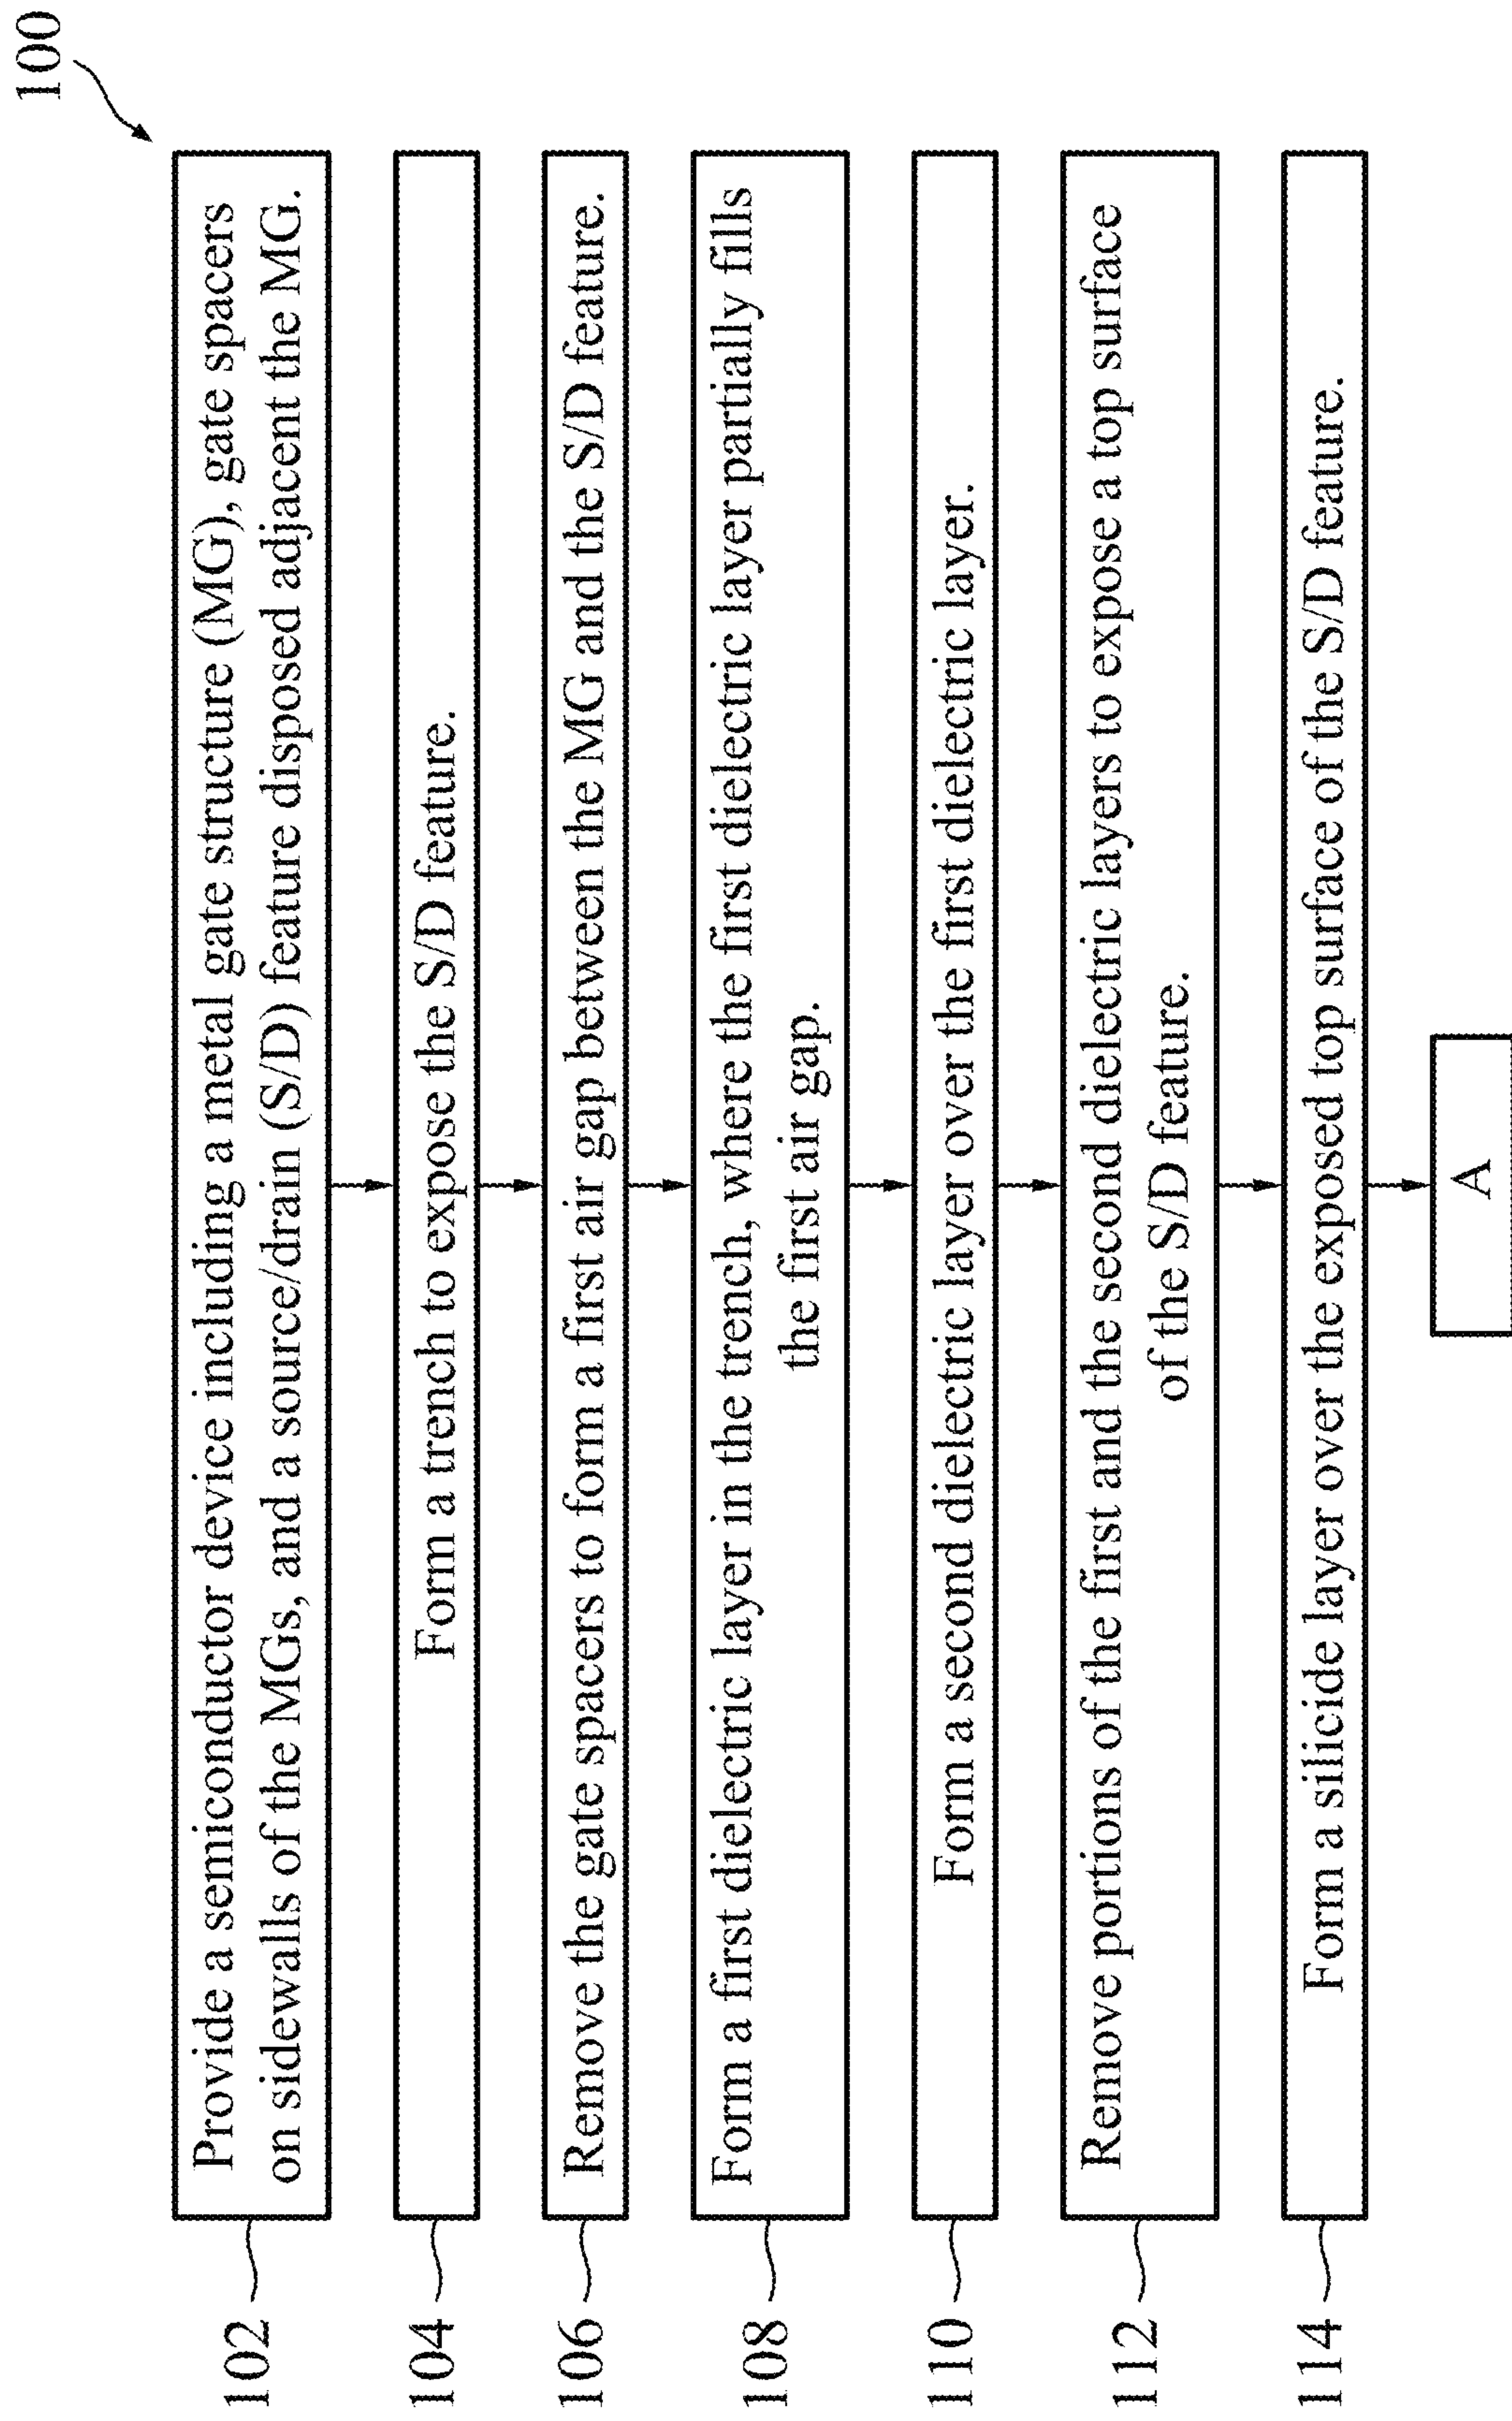 100
102
Provide a semiconductor device including a metal gate structure (MG), gate spacers
on sidewalls of the MGs, and a source/drain (S/D) feature disposed adjacent the MG.
104
Form a trench to expose the S/D feature.
106
Remove the gate spacers to form a first air gap between the MG and the S/D feature.
108
Form a first dielectric layer in the trench, where the first dielectric layer partially fills
the first air gap.
110
Form a second dielectric layer over the first dielectric layer.
112
Remove portions of the first and the second dielectric layers to expose a top surface
of the S/D feature.
114
Form a silicide layer over the exposed top surface of the S/D feature.
A